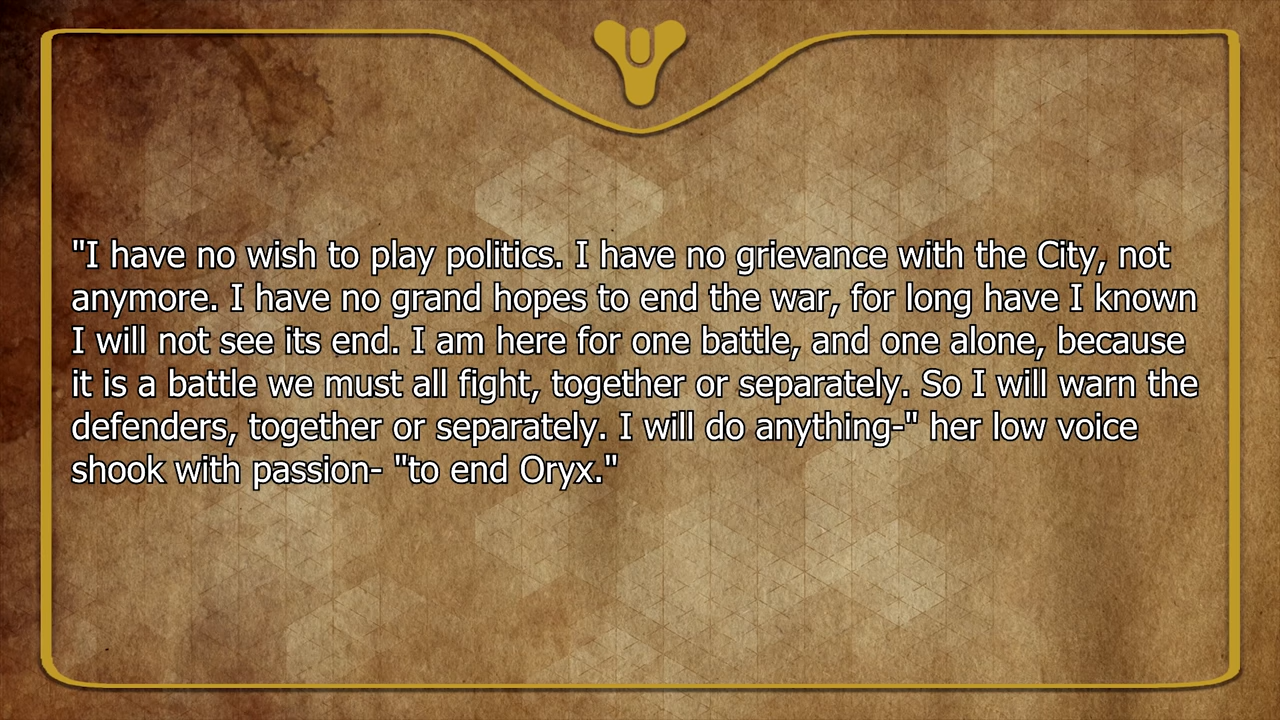 "I have no wish to play politics. I have no grievance with the City, not
anymore. I have no grand hopes to end the war, for long have I known
I will not see its end. I am here for one battle, and one alone, because
it is a battle we must all fight, together or separately. So I will warn the
defenders, together or separately. I will do anything-" her low voice
shook with passion- "to end Oryx."